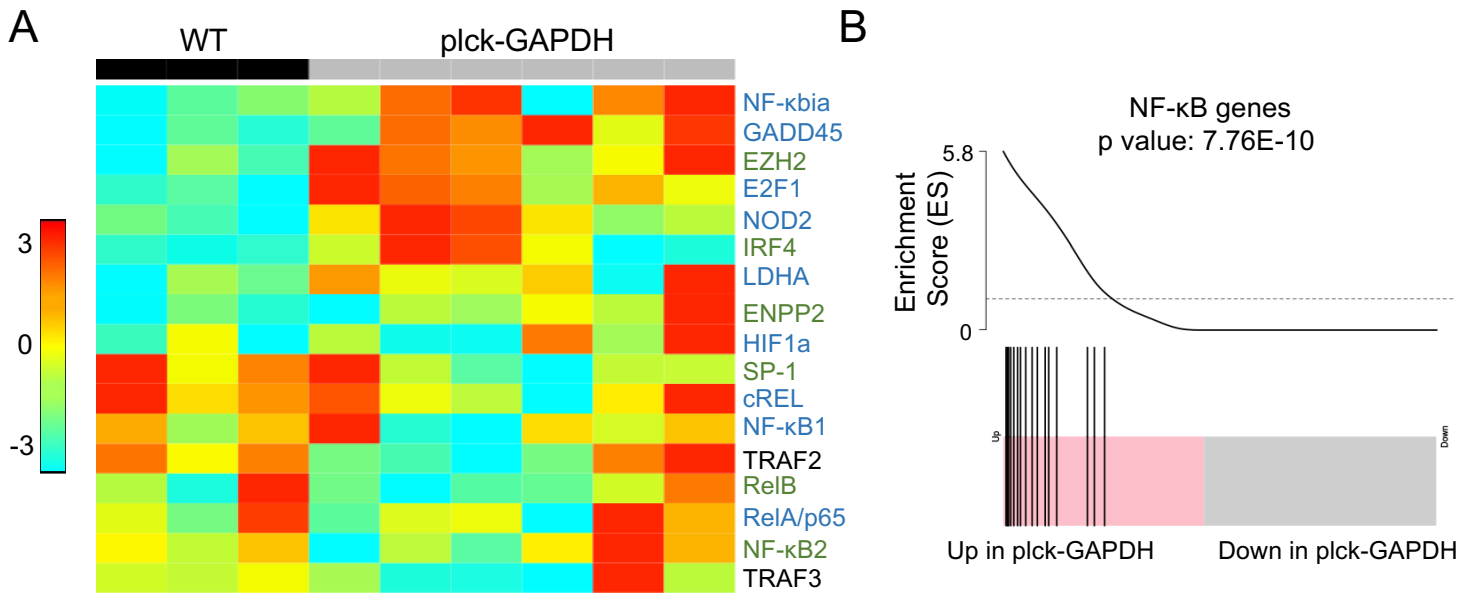 A
WT
plck-GAPDH
NF-κbia
GADD45
EZH2
E2F1
NOD2
IRF4
LDHA
ENPP2
HIF1a
SP-1
cREL
NF-κB1
TRAF2
RelB
RelA/p65
NF-κB2
TRAF3
3
0
-3
B
NF-κB genes
p value: 7.76E-10
Enrichment
Score (ES)
5.8
0
Up
Down
Up in plck-GAPDH
Down in plck-GAPDH